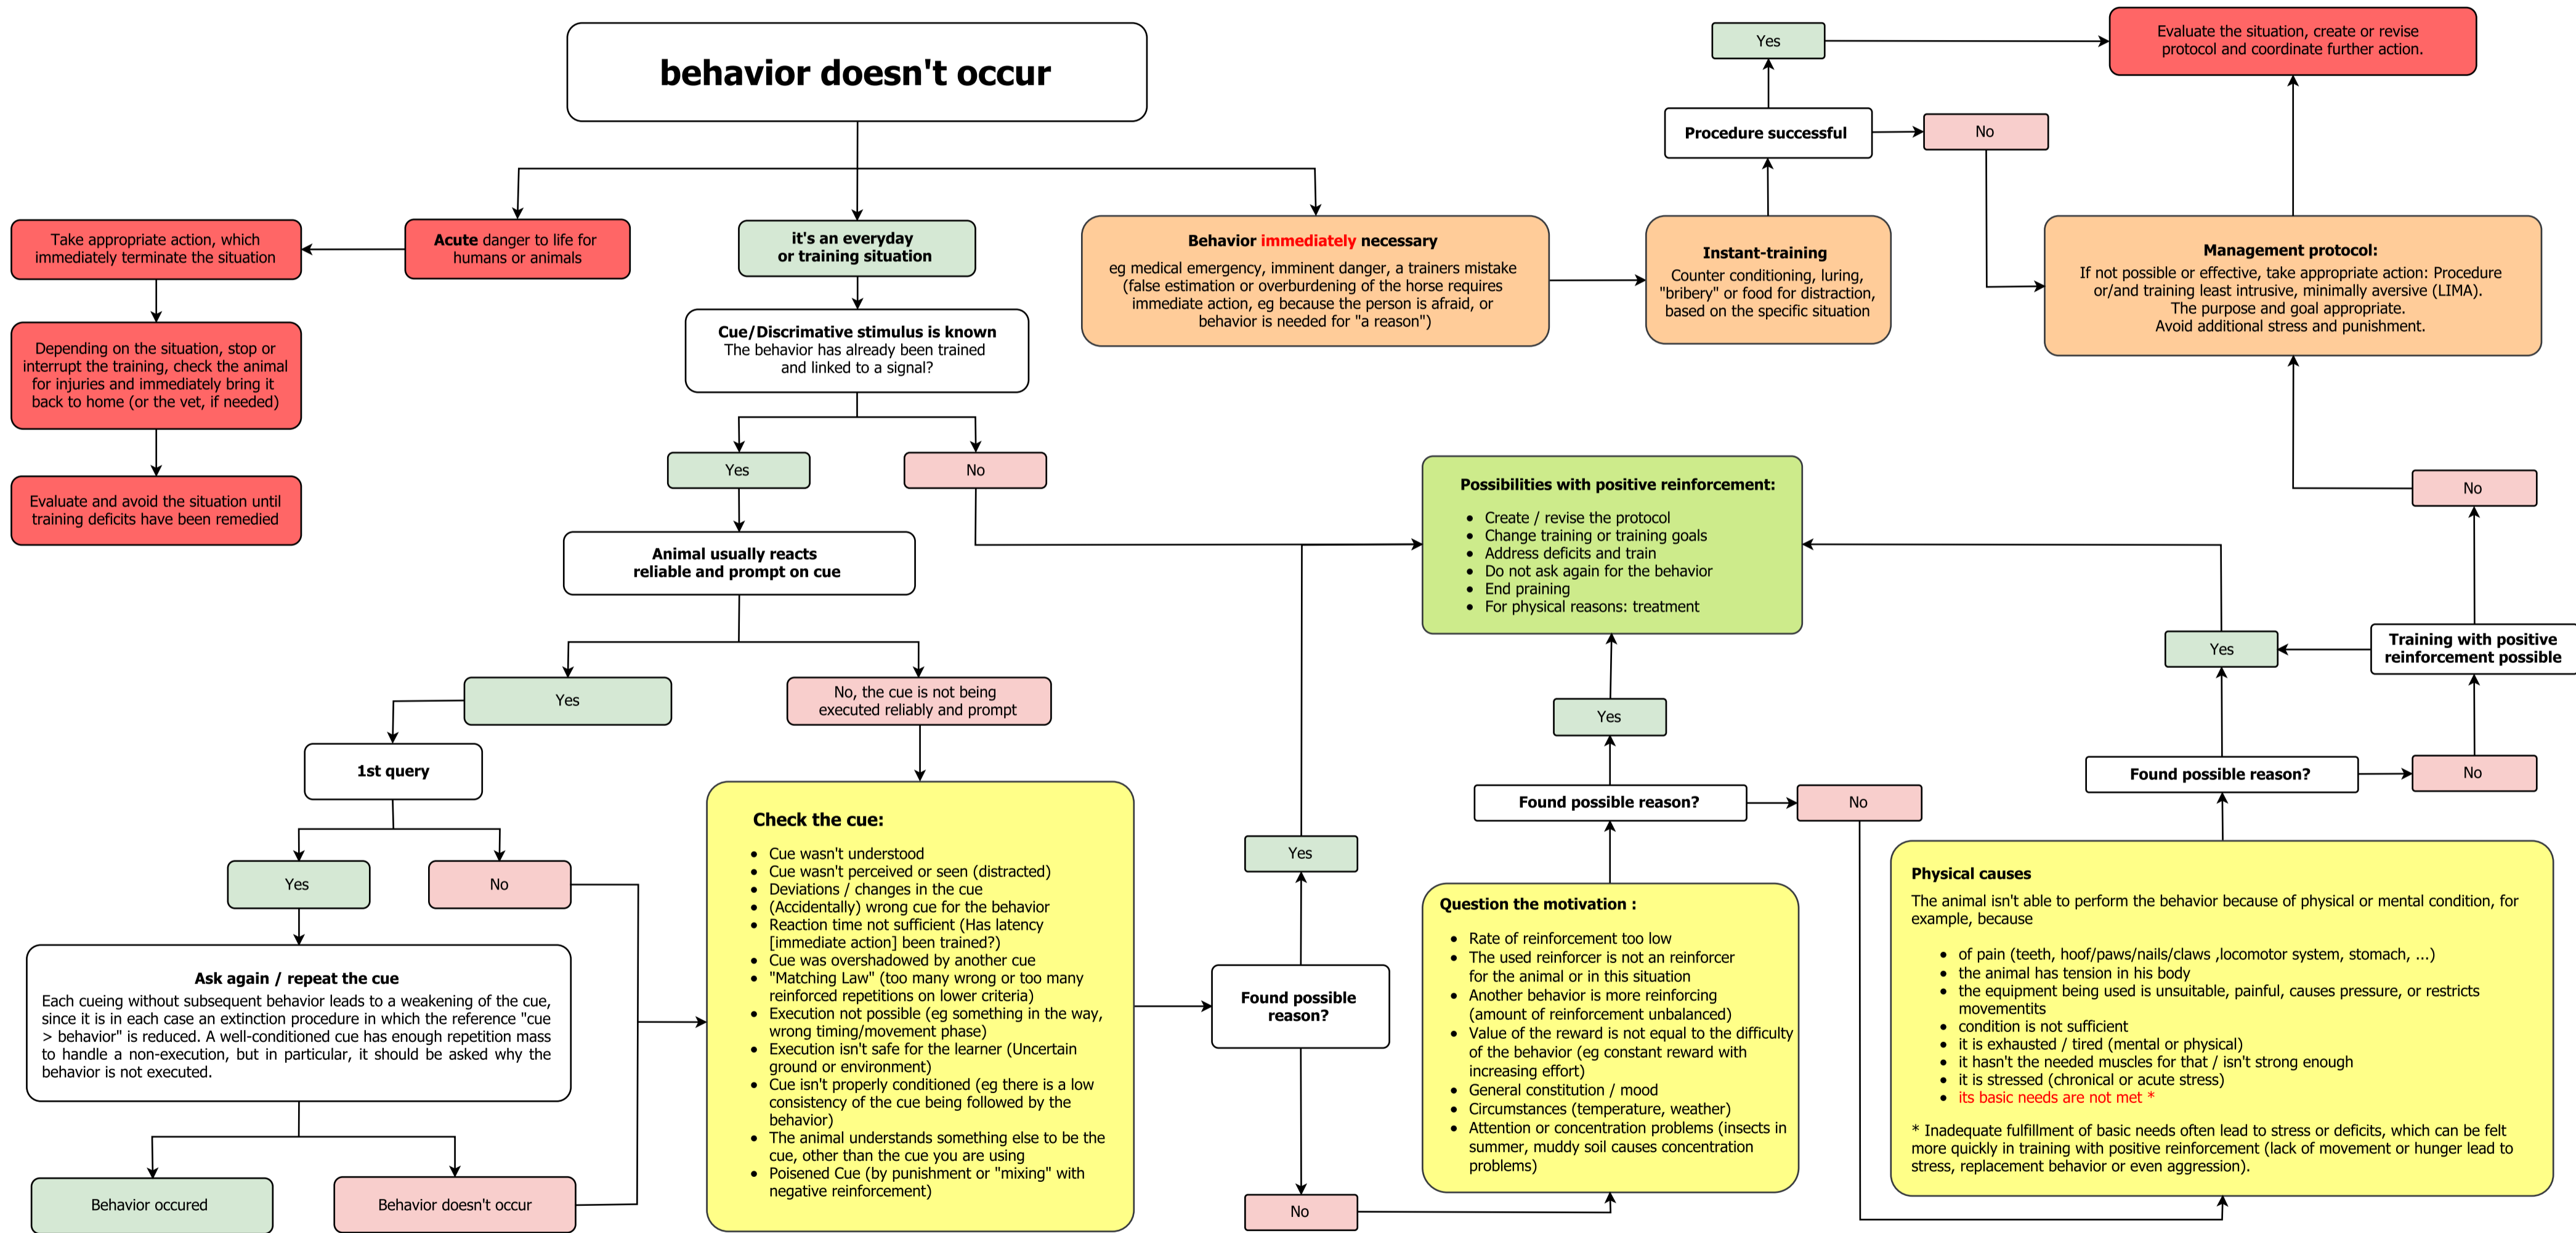 behavior doesn't occur
Yes
Evaluate the situation, create or revise
protocol and coordinate further action.
Procedure successful
No
Take appropriate action, which
immediately terminate the situation
Acute danger to life for
humans or animals
it's an everyday
or training situation
Behavior immediately necessary
eg medical emergency, imminent danger, a trainers mistake
(false estimation or overburdening of the horse requires
immediate action, eg because the person is afraid, or
behavior is needed for "a reason")
Instant-training
Counter conditioning, luring,
"bribery" or food for distraction,
based on the specific situation
Management protocol:
If not possible or effective, take appropriate action: Procedure
or/and training least intrusive, minimally aversive (LIMA).
The purpose and goal appropriate.
Avoid additional stress and punishment.
Depending on the situation, stop or
interrupt the training, check the animal
for injuries and immediately bring it
back to home (or the vet, if needed)
Cue/Discrimative stimulus is known
The behavior has already been trained
and linked to a signal?
Evaluate and avoid the situation until
training deficits have been remedied
Yes
No
Possibilities with positive reinforcement:
• Create / revise the protocol
• Change training or training goals
• Address deficits and train
• Do not ask again for the behavior
• End praining
• For physical reasons: treatment
No
Animal usually reacts
reliable and prompt on cue
Yes
No, the cue is not being
executed reliably and prompt
Yes
Yes
Training with positive
reinforcement possible
1st query
Found possible reason?
No
Found possible reason?
No
Yes
No
Check the cue:
• Cue wasn't understood
• Cue wasn't perceived or seen (distracted)
• Deviations / changes in the cue
• (Accidentally) wrong cue for the behavior
• Reaction time not sufficient (Has latency
[immediate action] been trained?)
• Cue was overshadowed by another cue
• "Matching Law" (too many wrong or too many
reinforced repetitions on lower criteria)
• Execution not possible (eg something in the way,
wrong timing/movement phase)
• Execution isn't safe for the learner (Uncertain
ground or environment)
• Cue isn't properly conditioned (eg there is a low
consistency of the cue being followed by the
behavior)
• The animal understands something else to be the
cue, other than the cue you are using
• Poisened Cue (by punishment or "mixing" with
negative reinforcement)
Yes
Found possible
reason?
No
Question the motivation :
• Rate of reinforcement too low
• The used reinforcer is not an reinforcer
for the animal or in this situation
• Another behavior is more reinforcing
(amount of reinforcement unbalanced)
• Value of the reward is not equal to the difficulty
of the behavior (eg constant reward with
increasing effort)
• General constitution / mood
• Circumstances (temperature, weather)
• Attention or concentration problems (insects in
summer, muddy soil causes concentration
problems)
Physical causes
The animal isn't able to perform the behavior because of physical or mental condition, for
example, because
• of pain (teeth, hoof/paws/nails/claws ,locomotor system, stomach, ...)
• the animal has tension in his body
• the equipment being used is unsuitable, painful, causes pressure, or restricts
movementits
• condition is not sufficient
• it is exhausted / tired (mental or physical)
• it hasn't the needed muscles for that / isn't strong enough
• it is stressed (chronical or acute stress)
• its basic needs are not met *
* Inadequate fulfillment of basic needs often lead to stress or deficits, which can be felt
more quickly in training with positive reinforcement (lack of movement or hunger lead to
stress, replacement behavior or even aggression).
Ask again / repeat the cue
Each cueing without subsequent behavior leads to a weakening of the cue,
since it is in each case an extinction procedure in which the reference "cue
> behavior" is reduced. A well-conditioned cue has enough repetition mass
to handle a non-execution, but in particular, it should be asked why the
behavior is not executed.
Behavior occured
Behavior doesn't occur